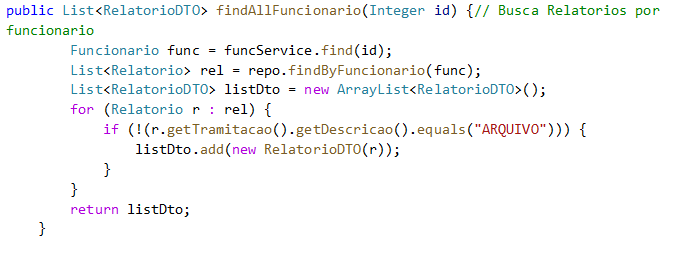 public List<RelatorioDTO> findAllFuncionario(Integer id) {// Busca Relatorios por
funcionario
        Funcionario func = funcService.find(id);
        List<Relatorio> rel = repo.findByFuncionario(func);
        List<RelatorioDTO> listDto = new ArrayList<RelatorioDTO>();
        for (Relatorio r : rel) {
            if (!(r.getTramitacao().getDescricao().equals("ARQUIVO"))) {
                listDto.add(new RelatorioDTO(r));
            }
        }
        return listDto;
    }